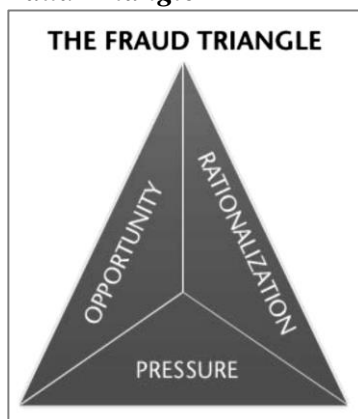 THE FRAUD TRIANGLE
OPPORTUNITY
RATIONALIZATION
PRESSURE